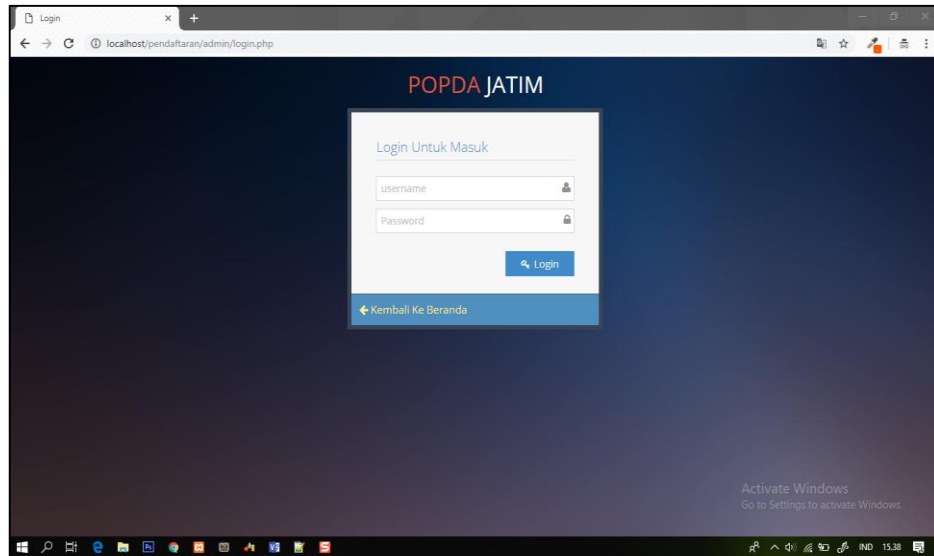 Login
localhost/pendaftaran/admin/login.php
POPDA JATIM
Login Untuk Masuk
username
Password
Login
Kembali Ke Beranda
Activate Windows
Go to Settings to activate Windows.
IND 15.38